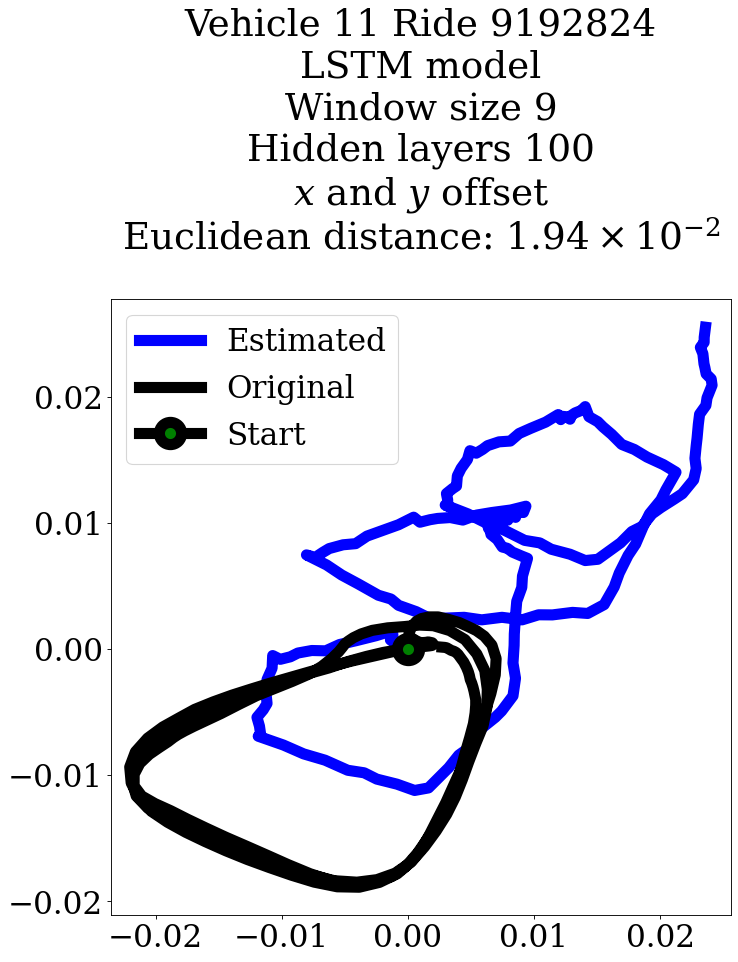 Vehicle 11 Ride 9192824
LSTM model
Window size 9
Hidden layers 100
x and y offset
Euclidean distance: 1.94 × 10⁻²
Estimated
Original
Start
0.02
0.01
0.00
−0.01
−0.02
−0.02 −0.01 0.00 0.01 0.02